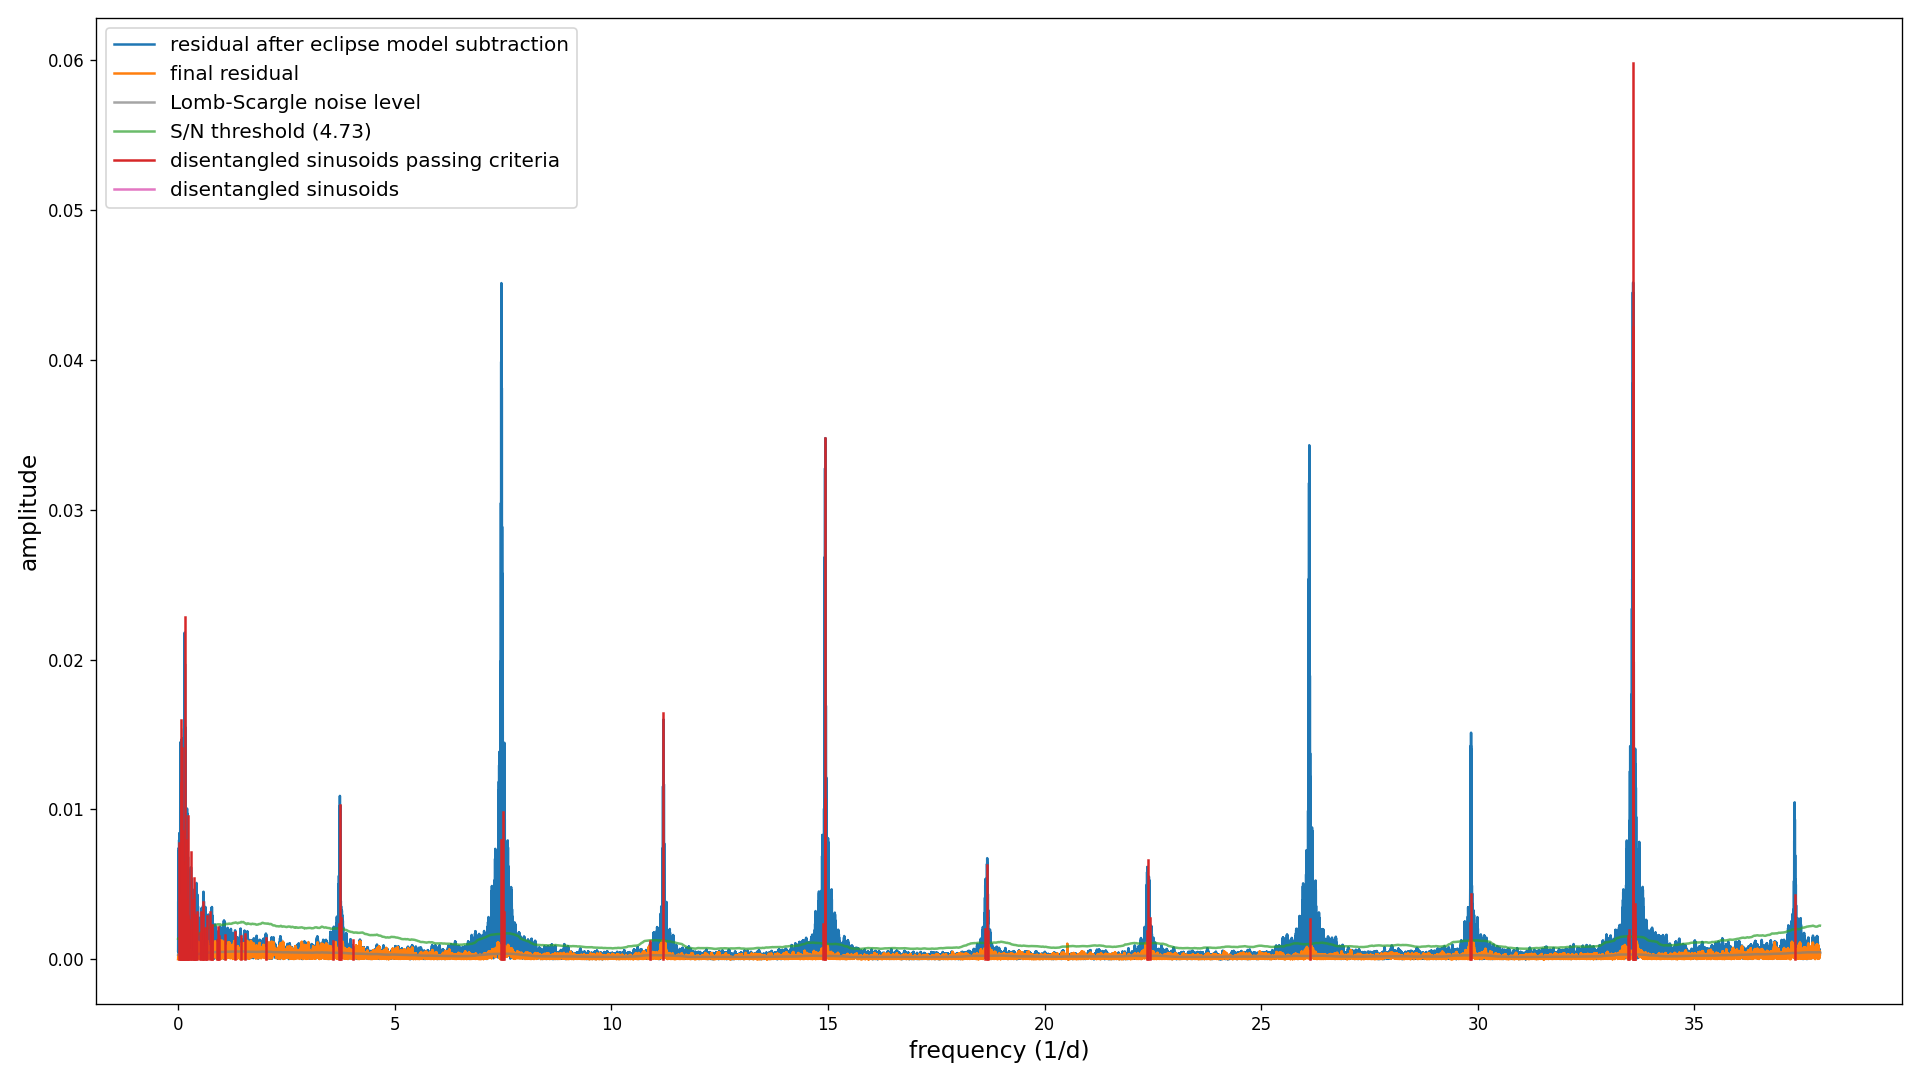 residual after eclipse model subtraction
final residual
Lomb-Scargle noise level
S/N threshold (4.73)
disentangled sinusoids passing criteria
disentangled sinusoids
0.06
0.05
0.04
0.03
0.02
0.01
0.00
amplitude
0 5 10 15 20 25 30 35
frequency (1/d)